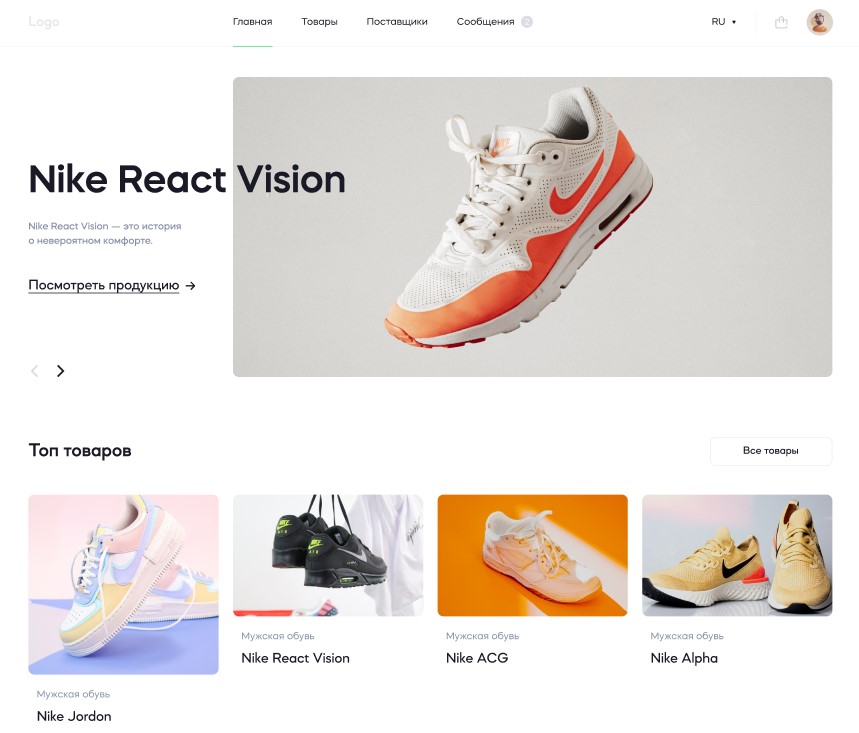 Logo
Главная
Товары
Поставщики
Сообщения 2
RU
Nike React Vision
Nike React Vision — это история
о невероятном комфорте.
Посмотреть продукцию →
Топ товаров
Все товары
Мужская обувь
Nike Jordon
Мужская обувь
Nike React Vision
Мужская обувь
Nike ACG
Мужская обувь
Nike Alpha